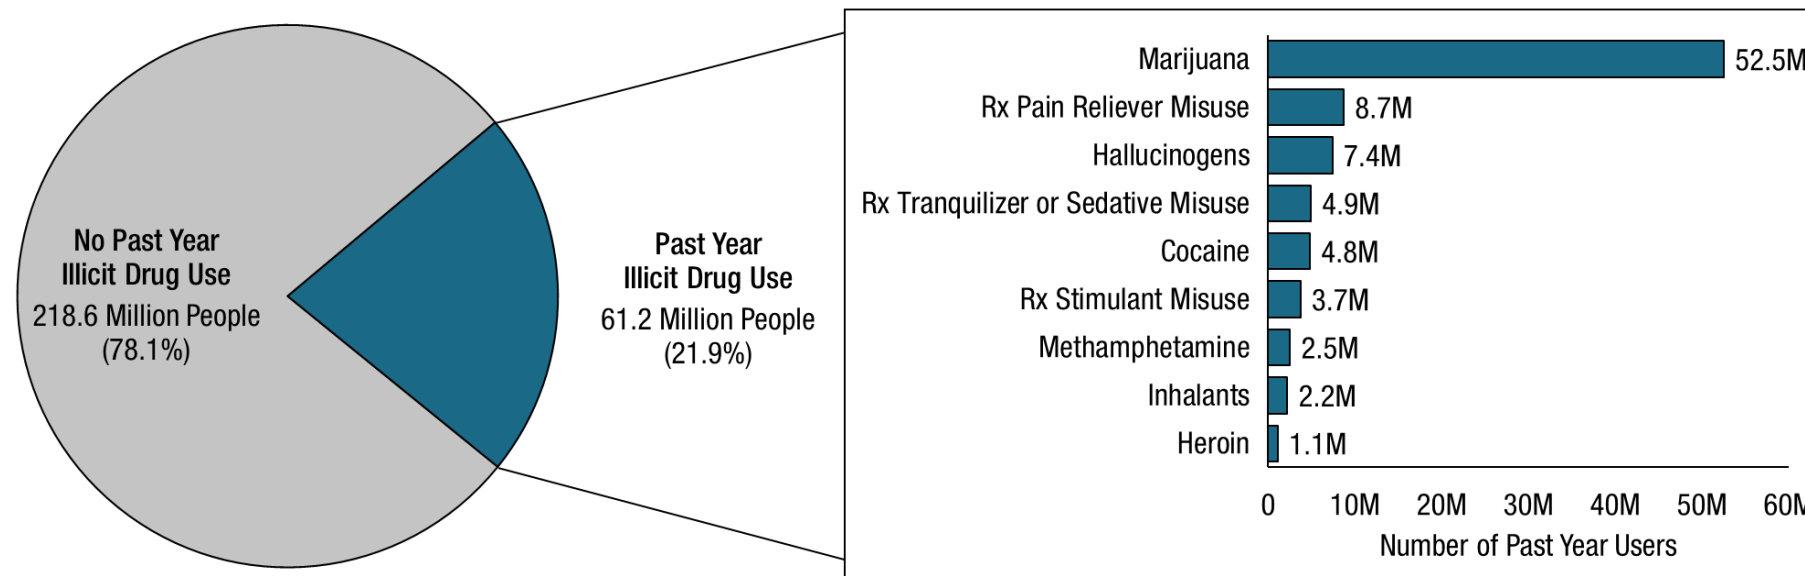 No Past Year
Illicit Drug Use
218.6 Million People
(78.1%)
Past Year
Illicit Drug Use
61.2 Million People
(21.9%)
Marijuana 52.5M
Rx Pain Reliever Misuse 8.7M
Hallucinogens 7.4M
Rx Tranquilizer or Sedative Misuse 4.9M
Cocaine 4.8M
Rx Stimulant Misuse 3.7M
Methamphetamine 2.5M
Inhalants 2.2M
Heroin 1.1M
0 10M 20M 30M 40M 50M 60M
Number of Past Year Users